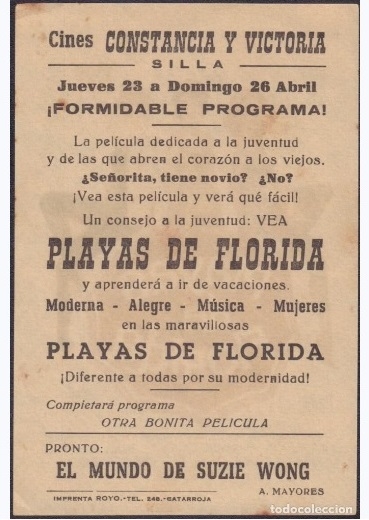 Cines CONSTANCIA Y VICTORIA
SILLA
Jueves 23 a Domingo 26 Abril
¡FORMIDABLE PROGRAMA!
La película dedicada a la juventud
y de las que abren el corazón a los viejos.
¿Señorita, tiene novio? ¿No?
¡Vea esta película y verá qué fácil!
Un consejo a la juventud: VEA
PLAYAS DE FLORIDA
y aprenderá a ir de vacaciones.
Moderna - Alegre - Música - Mujeres
en las maravillosas
PLAYAS DE FLORIDA
¡Diferente a todas por su modernidad!
Completará programa
OTRA BONITA PELICULA
PRONTO:
EL MUNDO DE SUZIE WONG
IMPRENTA ROYO.-TEL. 248.-CATARROJA A. MAYORES
todocoleccion